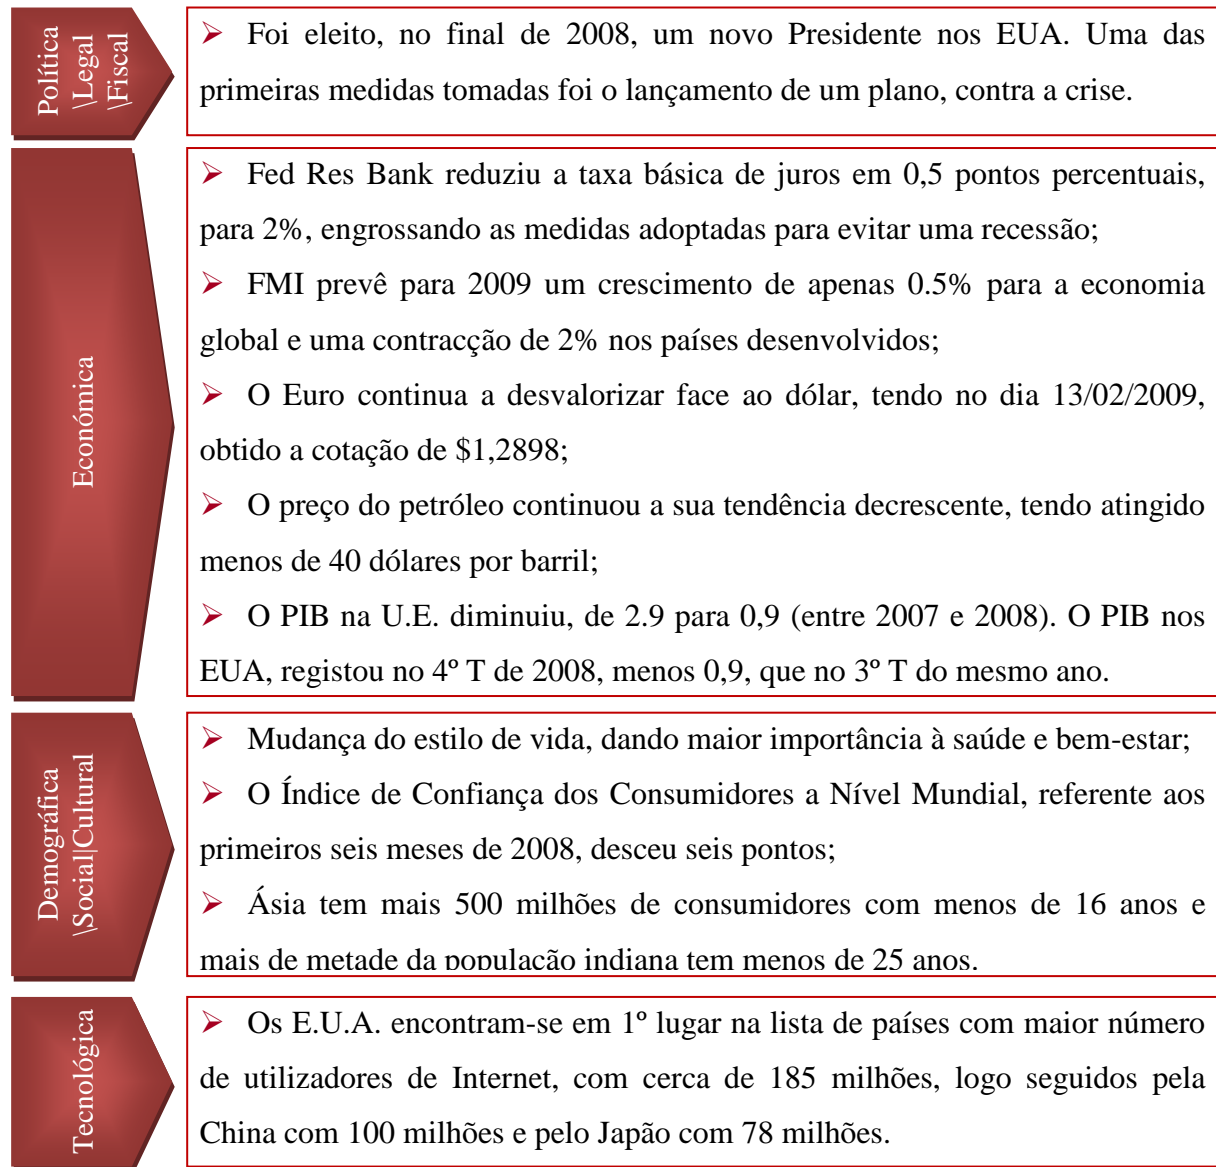 Política
\Legal
\Fiscal
➢ Foi eleito, no final de 2008, um novo Presidente nos EUA. Uma das
primeiras medidas tomadas foi o lançamento de um plano, contra a crise.
Económica
➢ Fed Res Bank reduziu a taxa básica de juros em 0,5 pontos percentuais,
para 2%, engrossando as medidas adoptadas para evitar uma recessão;
➢ FMI prevê para 2009 um crescimento de apenas 0.5% para a economia
global e uma contracção de 2% nos países desenvolvidos;
➢ O Euro continua a desvalorizar face ao dólar, tendo no dia 13/02/2009,
obtido a cotação de $1,2898;
➢ O preço do petróleo continuou a sua tendência decrescente, tendo atingido
menos de 40 dólares por barril;
➢ O PIB na U.E. diminuiu, de 2.9 para 0,9 (entre 2007 e 2008). O PIB nos
EUA, registou no 4º T de 2008, menos 0,9, que no 3º T do mesmo ano.
Demográfica
\Social|Cultural
➢ Mudança do estilo de vida, dando maior importância à saúde e bem-estar;
➢ O Índice de Confiança dos Consumidores a Nível Mundial, referente aos
primeiros seis meses de 2008, desceu seis pontos;
➢ Ásia tem mais 500 milhões de consumidores com menos de 16 anos e
mais de metade da população indiana tem menos de 25 anos.
Tecnológica
➢ Os E.U.A. encontram-se em 1º lugar na lista de países com maior número
de utilizadores de Internet, com cerca de 185 milhões, logo seguidos pela
China com 100 milhões e pelo Japão com 78 milhões.